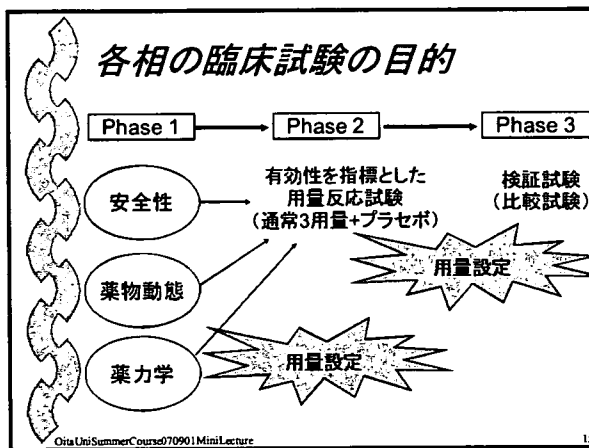 各相の臨床試験の目的
Phase 1
Phase 2
Phase 3
安全性
有効性を指標とした
用量反応試験
(通常3用量+プラセボ)
検証試験
(比較試験)
用量設定
薬物動態
薬力学
用量設定
OitaUniSummerCourse070901MiniLecture